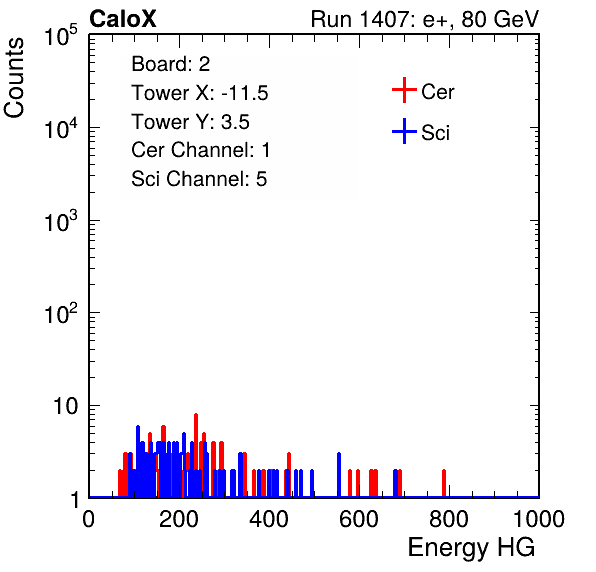 CaloX Run 1407: e+, 80 GeV
Counts
10^5
10^4
10^3
10^2
10
1
Board: 2
Tower X: -11.5
Tower Y: 3.5
Cer Channel: 1
Sci Channel: 5
Cer
Sci
0 200 400 600 800 1000
Energy HG